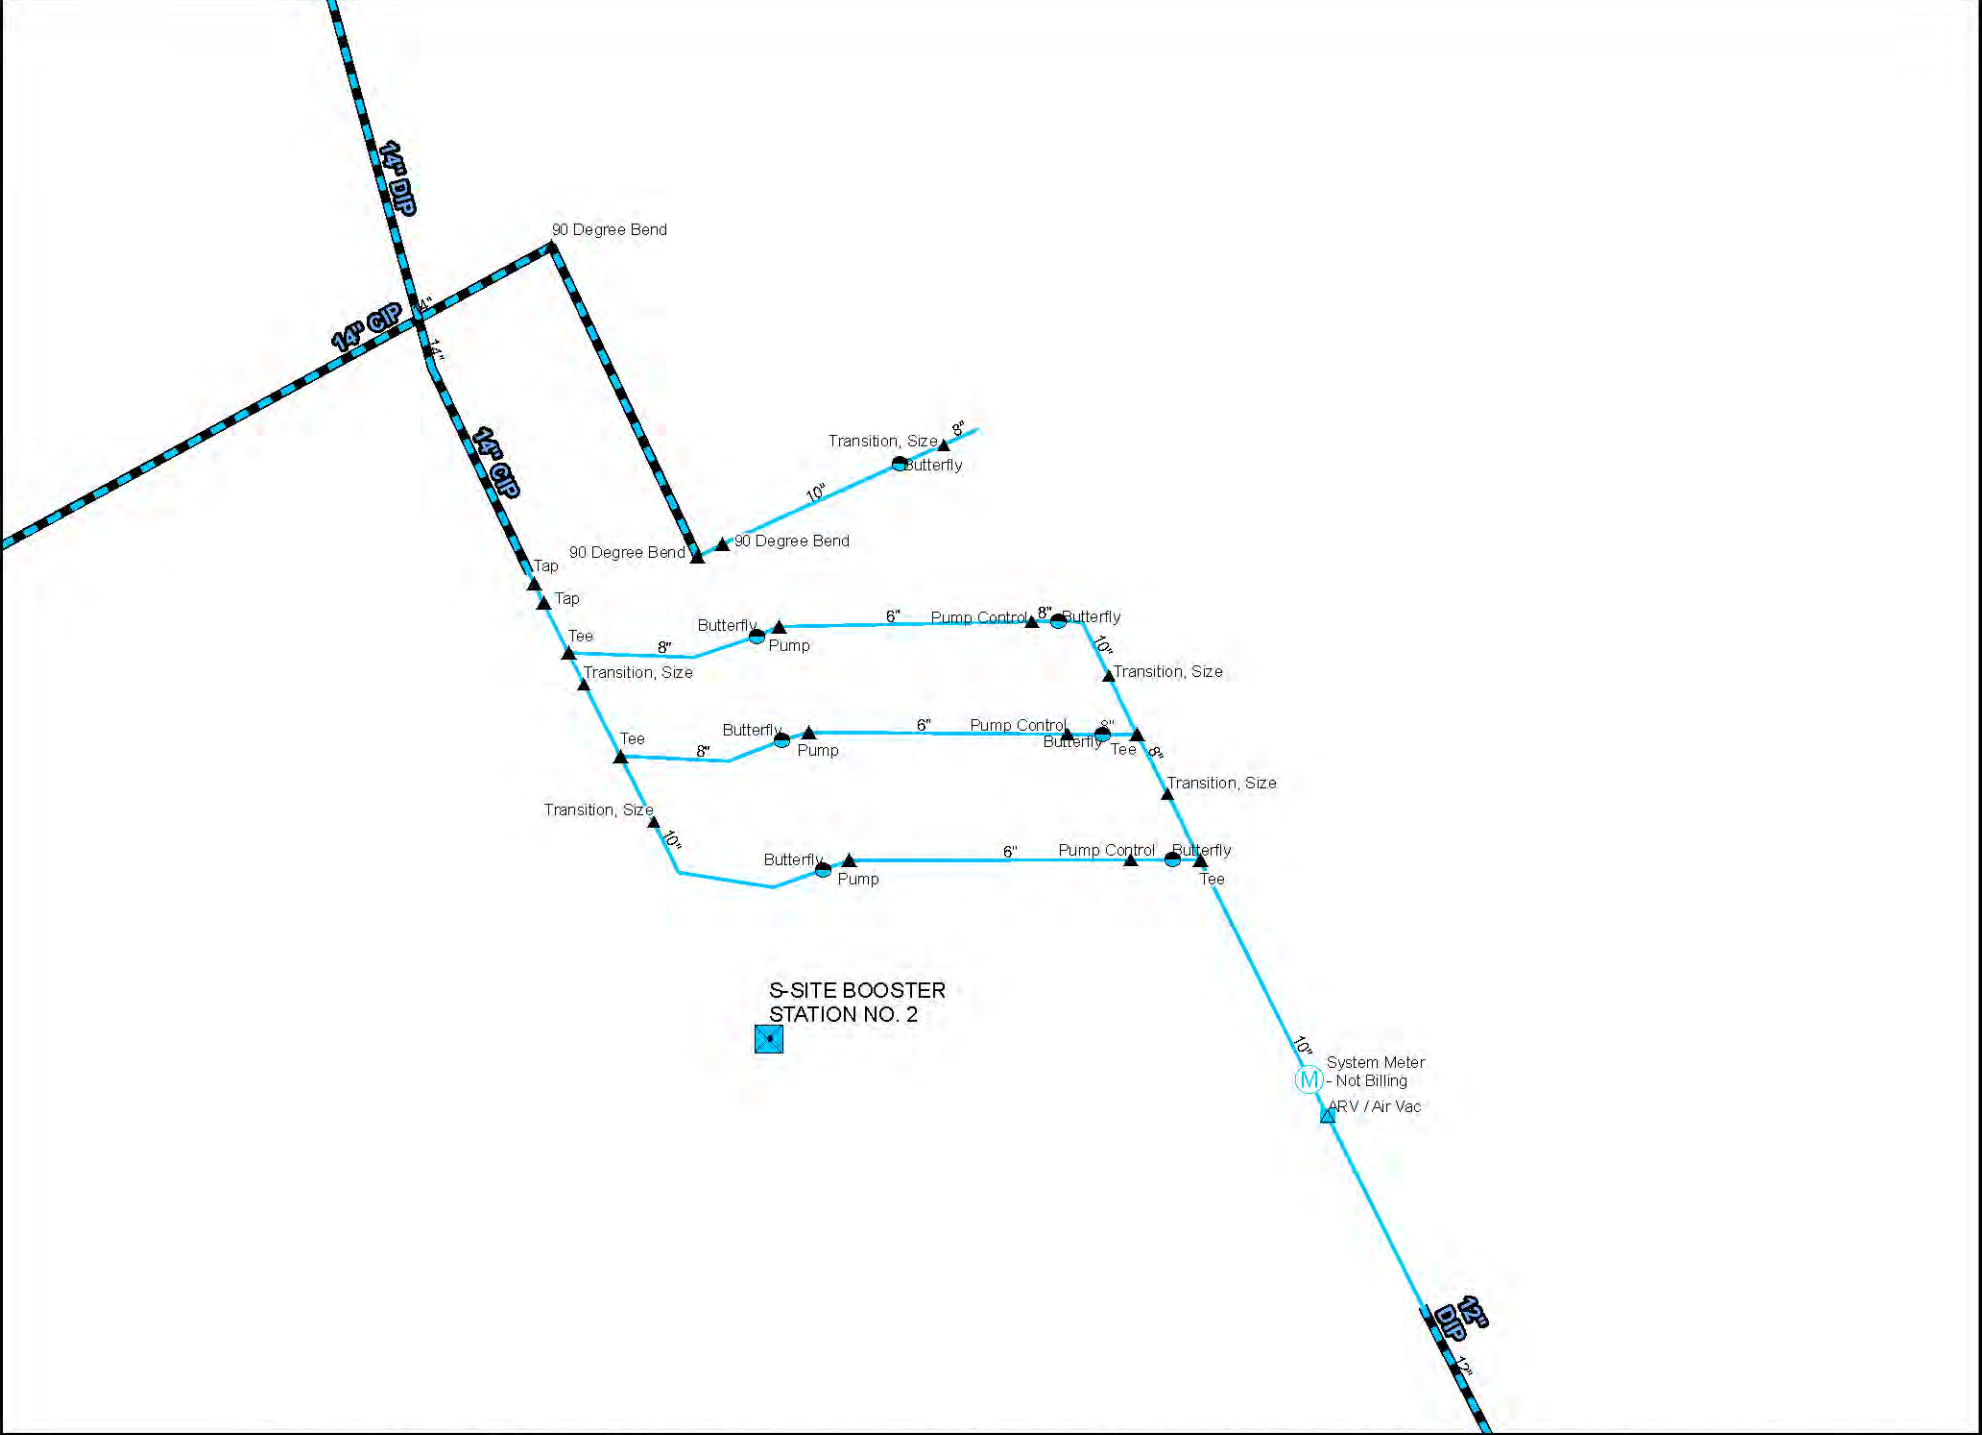 14" DIP
90 Degree Bend
14" CIP
14"
14"
14" CIP
8"
Transition, Size
Butterfly
10"
90 Degree Bend
90 Degree Bend
Tap
Tap
Tee
8"
Butterfly
Pump
6"
Pump Control
8"
Butterfly
10"
Transition, Size
Transition, Size
Tee
8"
Butterfly
Pump
6"
Pump Control
8"
Butterfly
Tee
8"
Transition, Size
Transition, Size
10"
Butterfly
Pump
6"
Pump Control
Butterfly
Tee
S-SITE BOOSTER
STATION NO. 2
10"
M
System Meter
- Not Billing
ARV / Air Vac
12"
DIP
12"